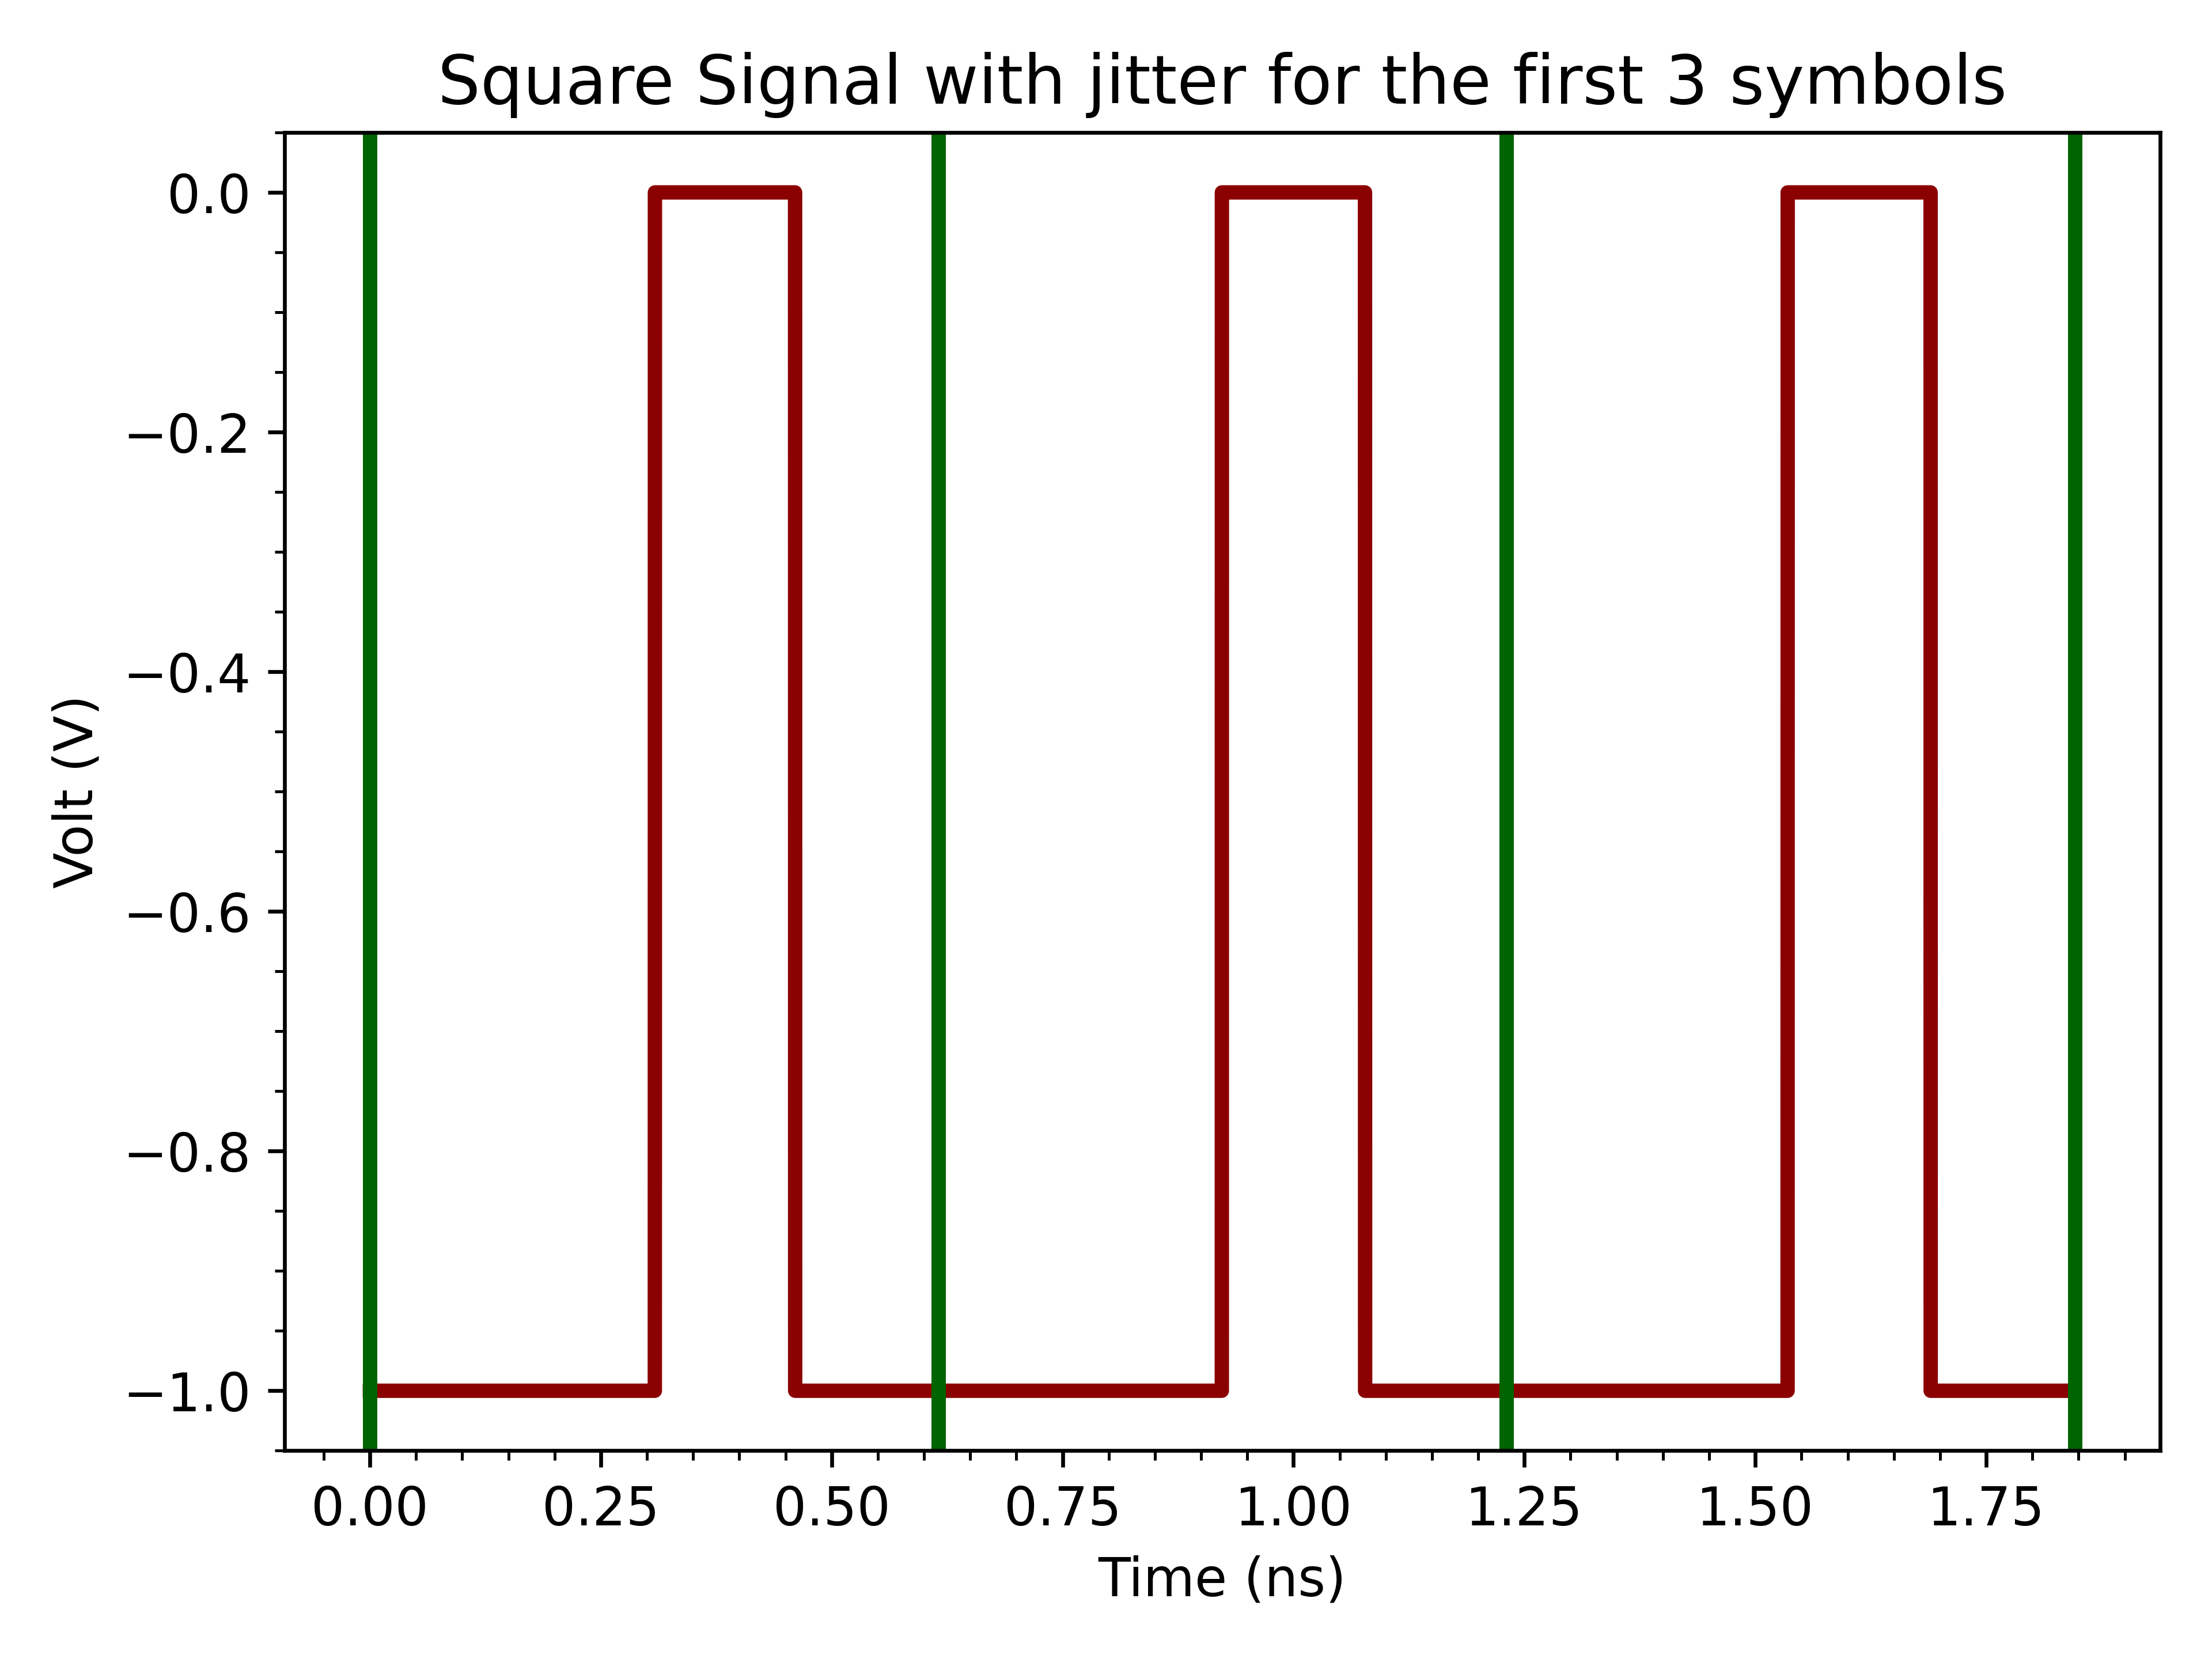 Square Signal with jitter for the first 3 symbols
0.0
−0.2
−0.4
−0.6
−0.8
−1.0
Volt (V)
0.00 0.25 0.50 0.75 1.00 1.25 1.50 1.75
Time (ns)